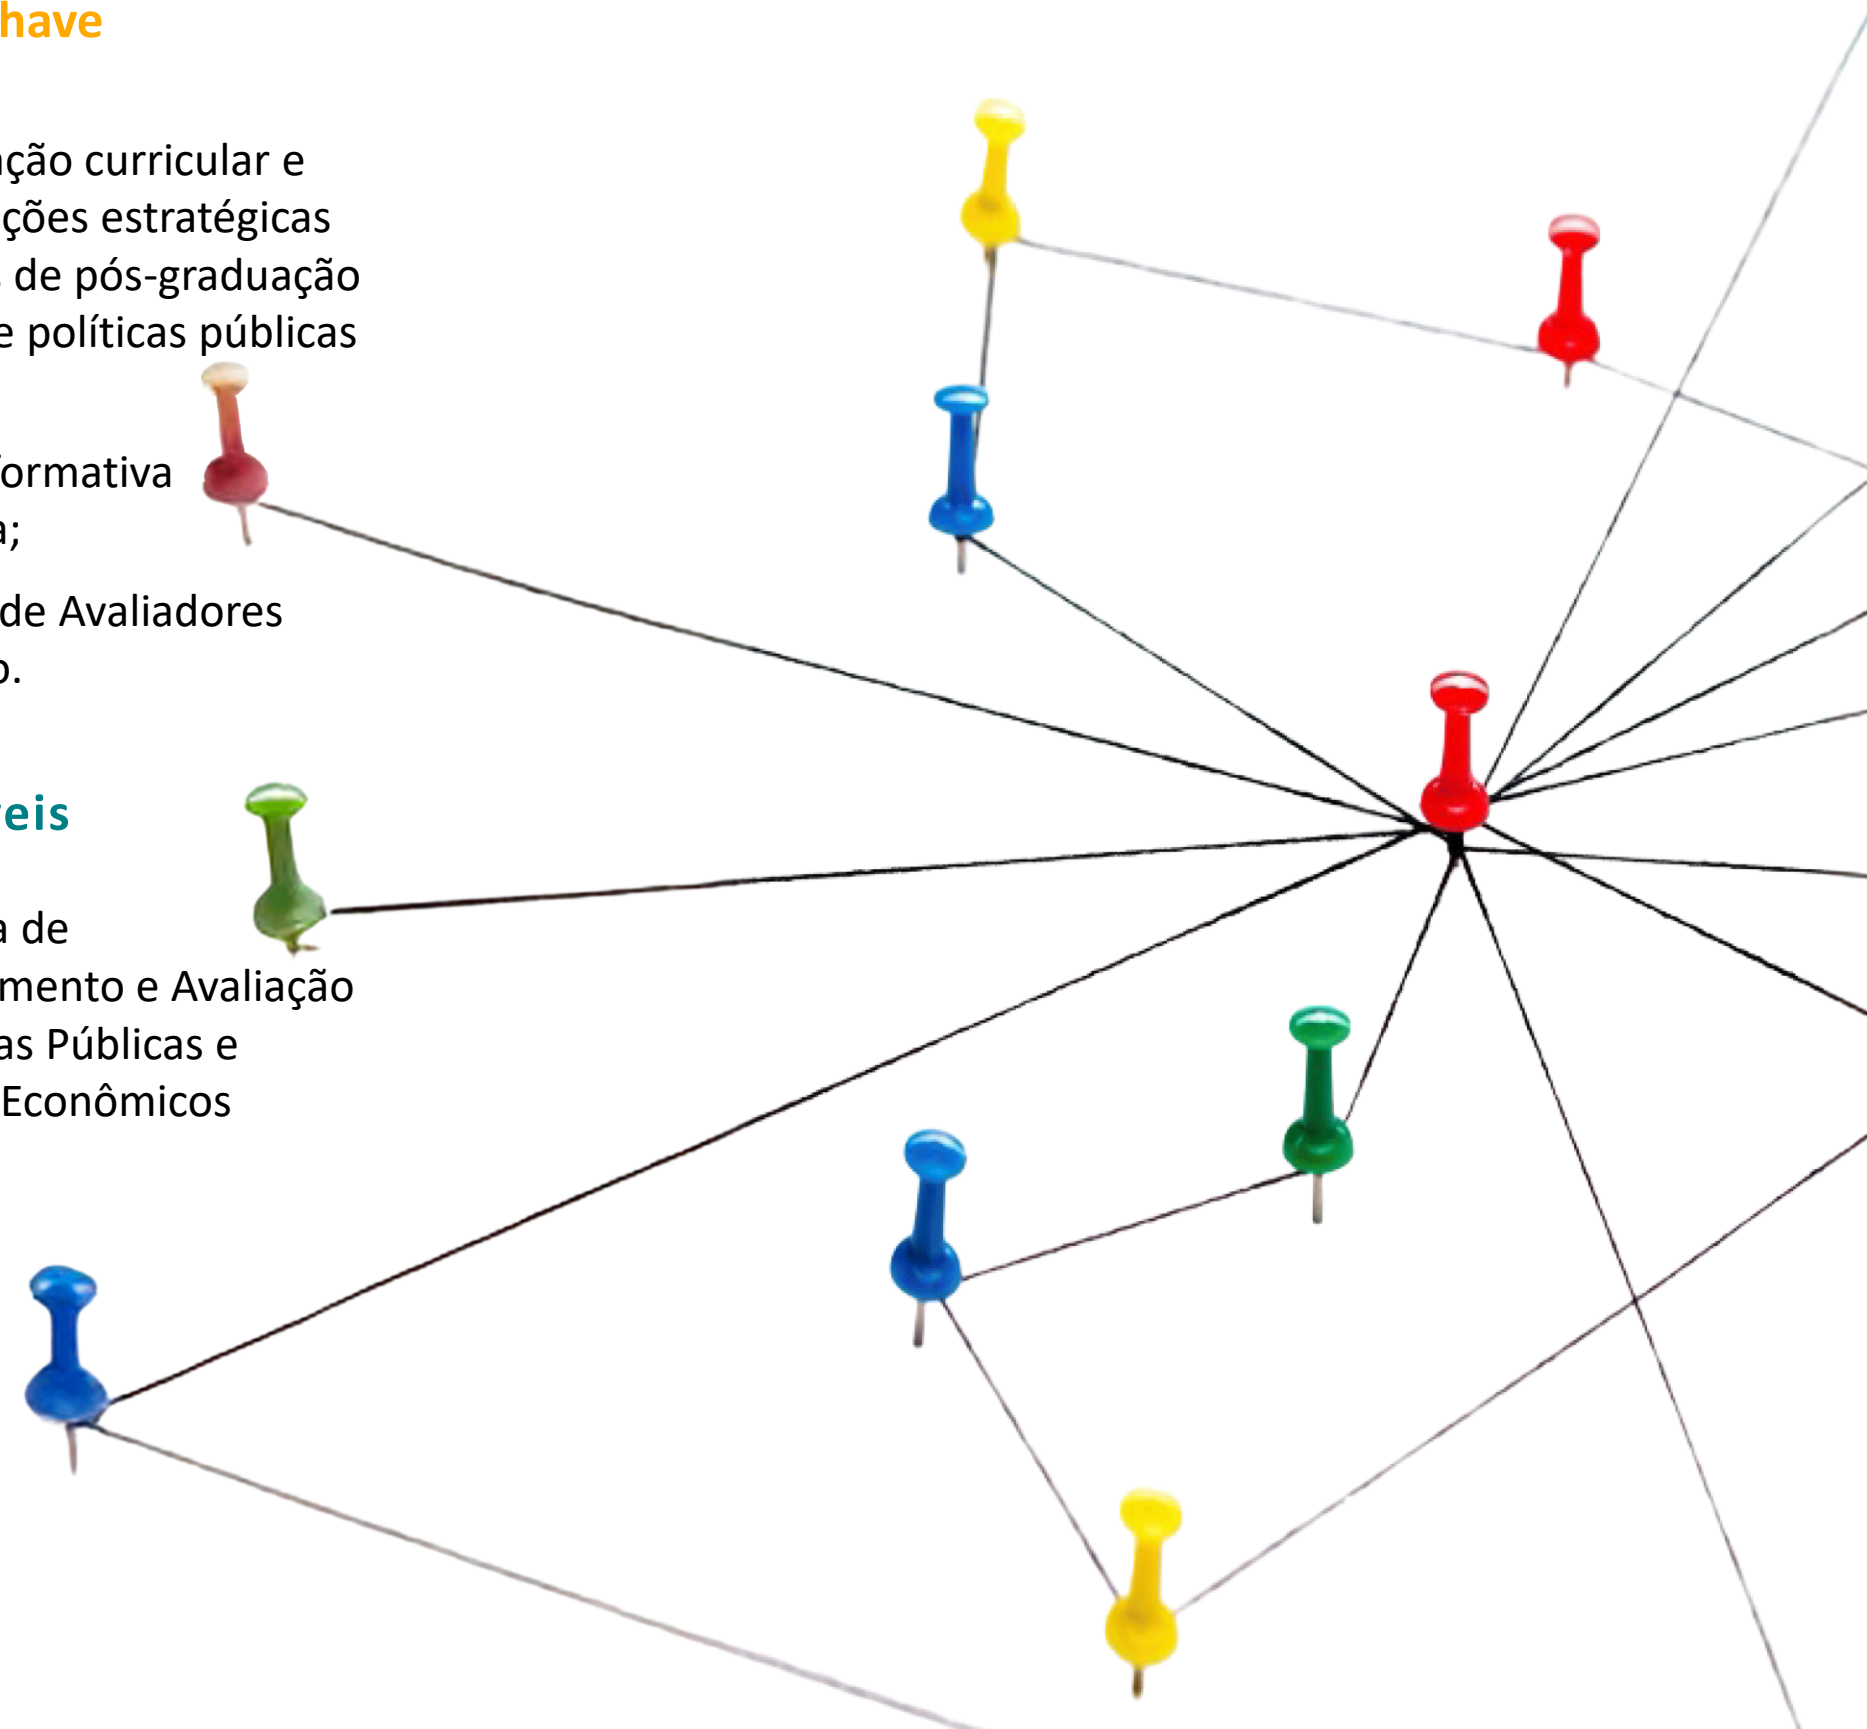 have
ção curricular e
ções estratégicas
de pós-graduação
e políticas públicas
ormativa
a;
de Avaliadores
o.
eis
a de
mento e Avaliação
as Públicas e
Econômicos